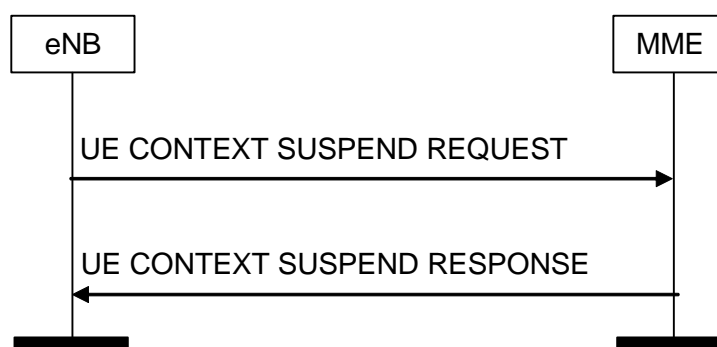 eNB
MME
UE CONTEXT SUSPEND REQUEST
UE CONTEXT SUSPEND RESPONSE